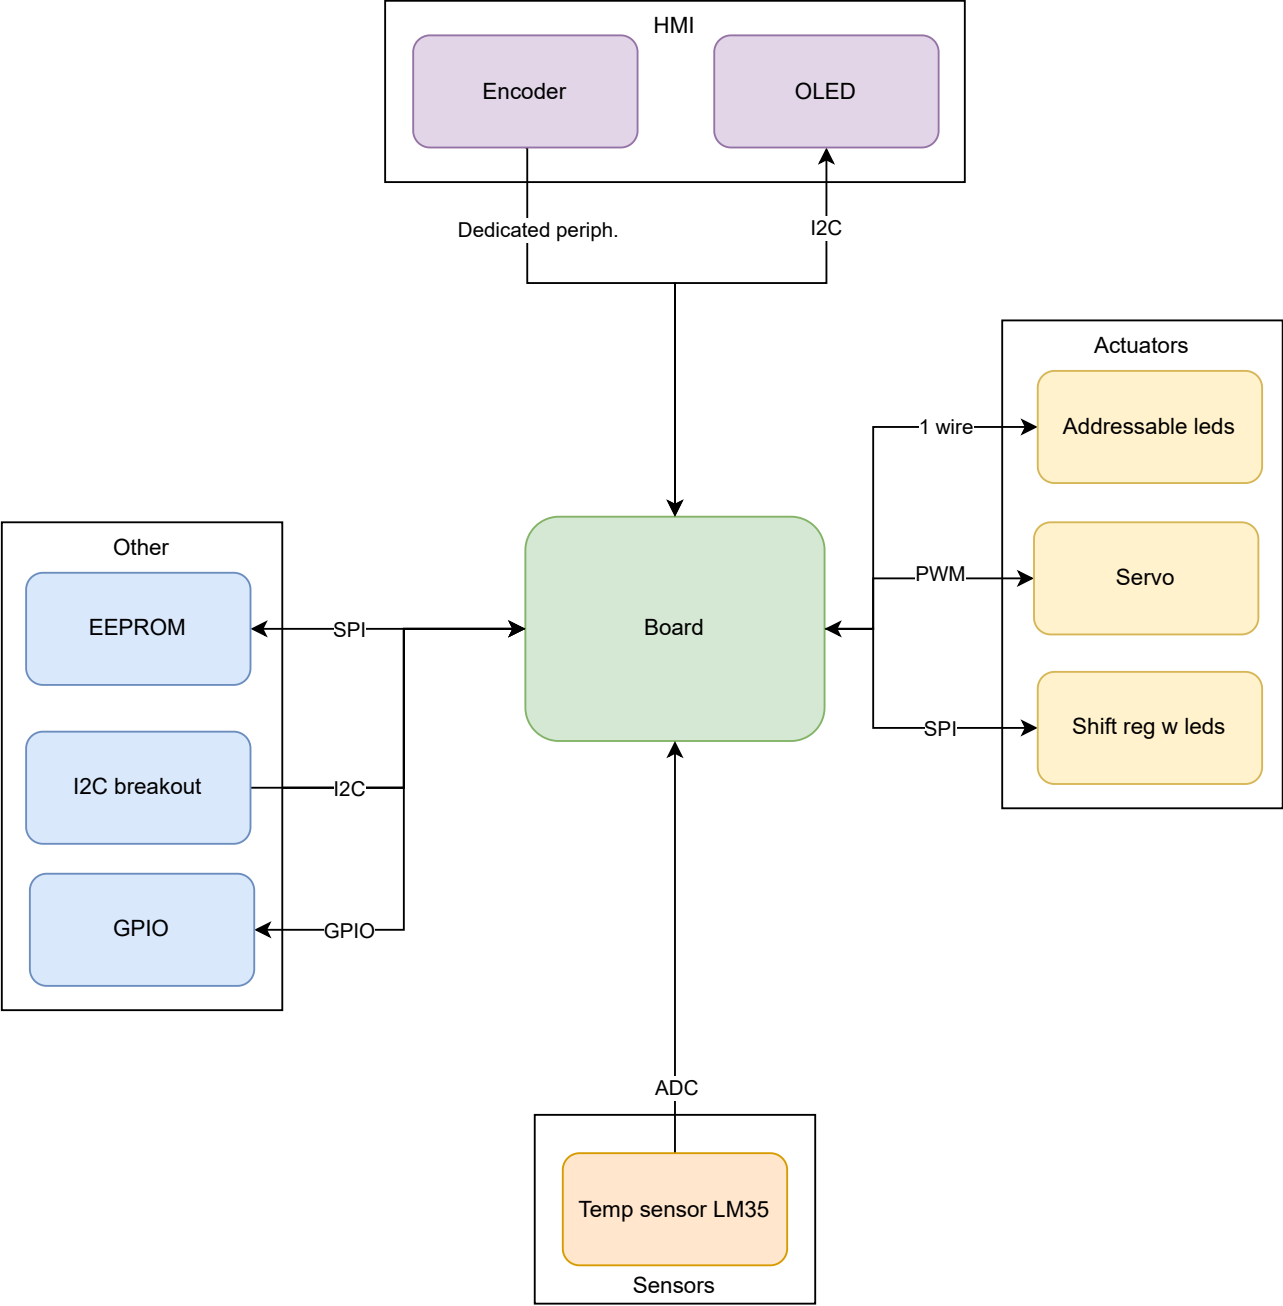 HMI
Encoder
OLED
Dedicated periph.
I2C
Actuators
Addressable leds
1 wire
Servo
PWM
Shift reg w leds
SPI
Other
EEPROM
SPI
Board
I2C breakout
I2C
GPIO
GPIO
ADC
Temp sensor LM35
Sensors